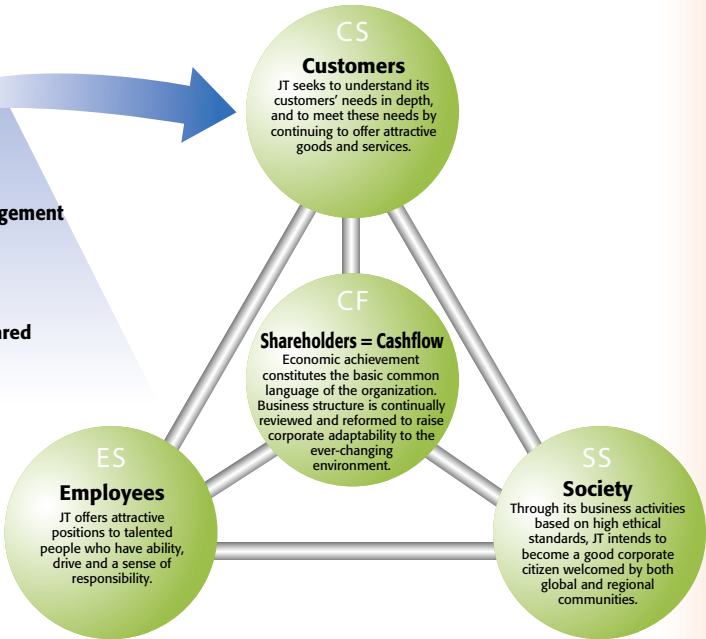 CS
Customers
JT seeks to understand its
customers' needs in depth,
and to meet these needs by
continuing to offer attractive
goods and services.
CF
Shareholders = Cashflow
Economic achievement
constitutes the basic common
language of the organization.
Business structure is continually
reviewed and reformed to raise
corporate adaptability to the
ever-changing
environment.
ES
Employees
JT offers attractive
positions to talented
people who have ability,
drive and a sense of
responsibility.
SS
Society
Through its business activities
based on high ethical
standards, JT intends to
become a good corporate
citizen welcomed by both
global and regional
communities.